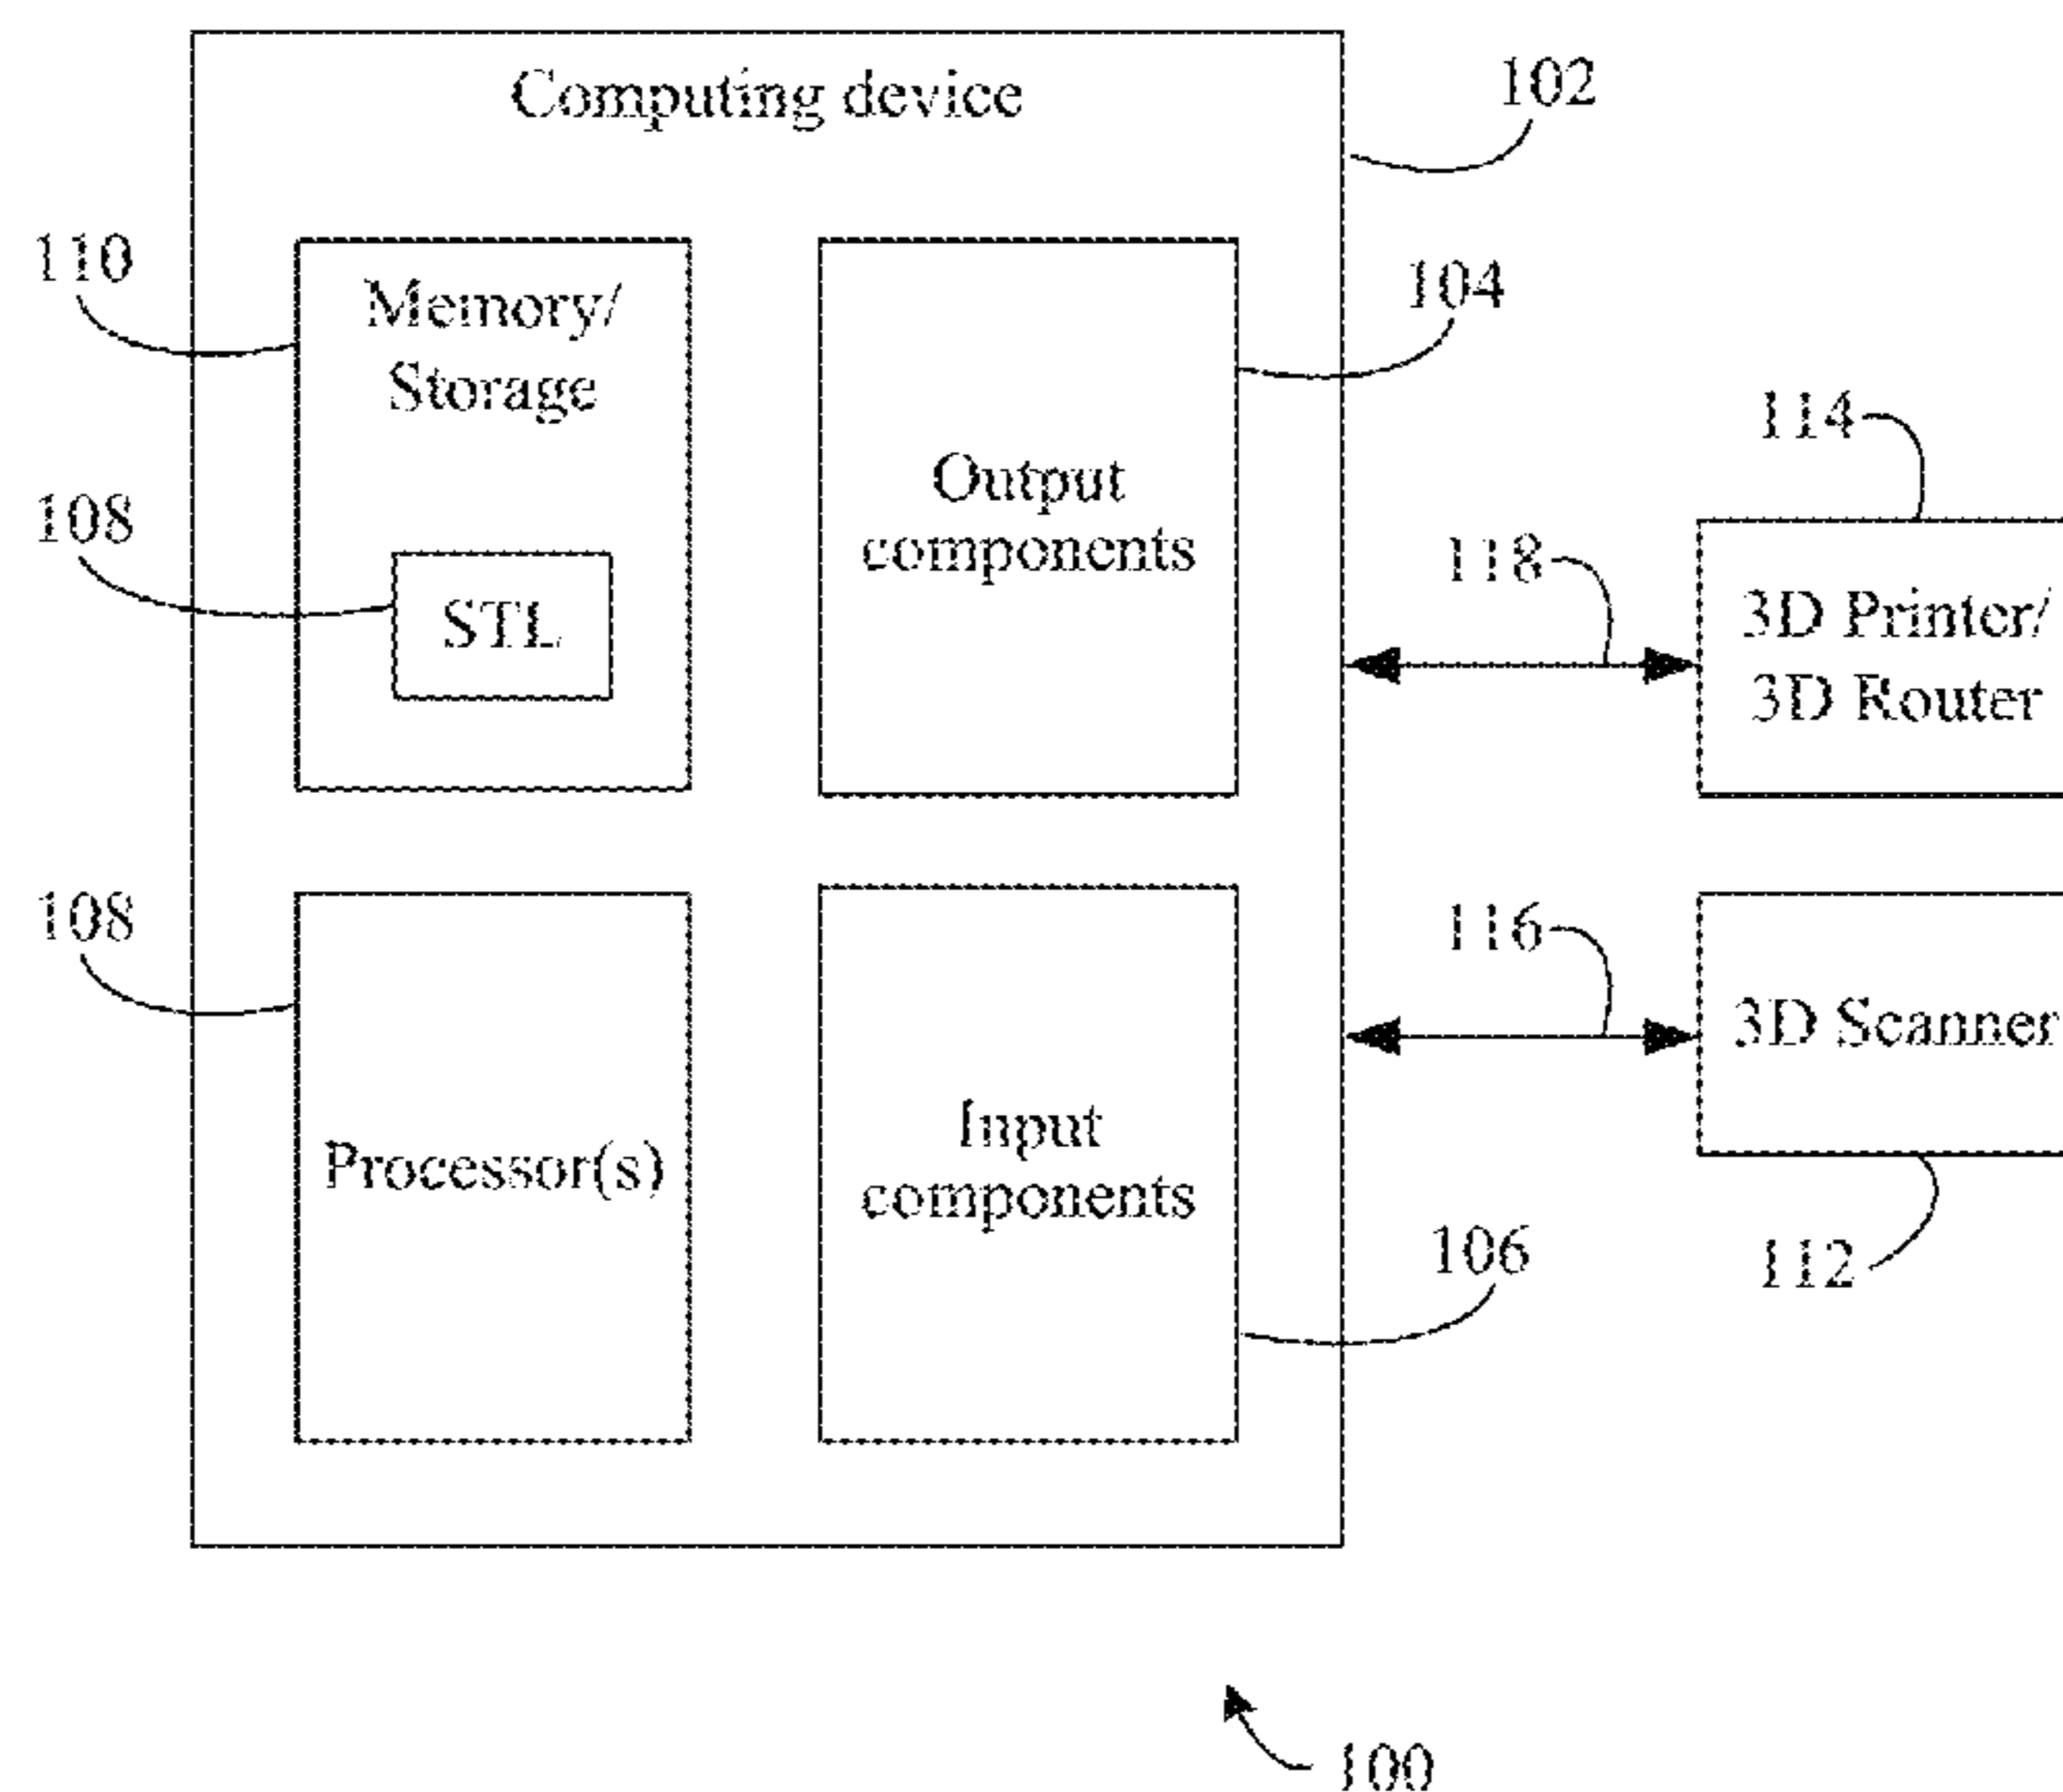 Computing device
102
110
Memory/
Storage
104
114
108
STL
Output
components
118
3D Printer/
3D Router
108
Processor(s)
Input
components
116
3D Scanner
106
112
100